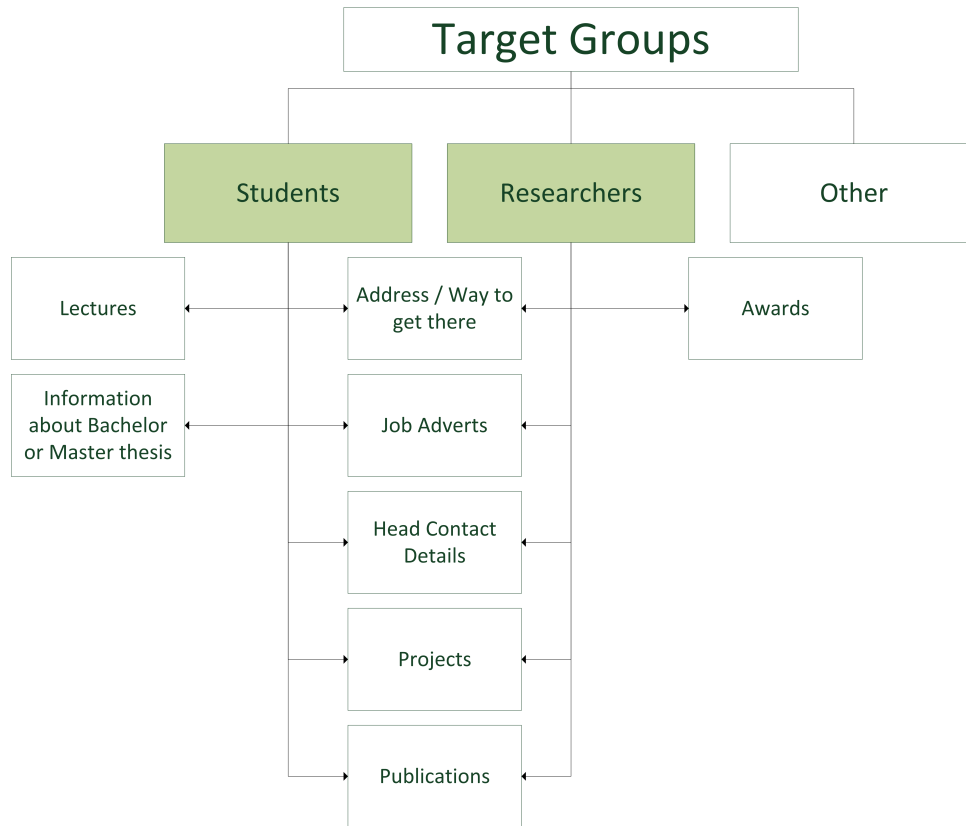 Target Groups
Students
Researchers
Other
Lectures
Address / Way to
get there
Awards
Information
about Bachelor
or Master thesis
Job Adverts
Head Contact
Details
Projects
Publications